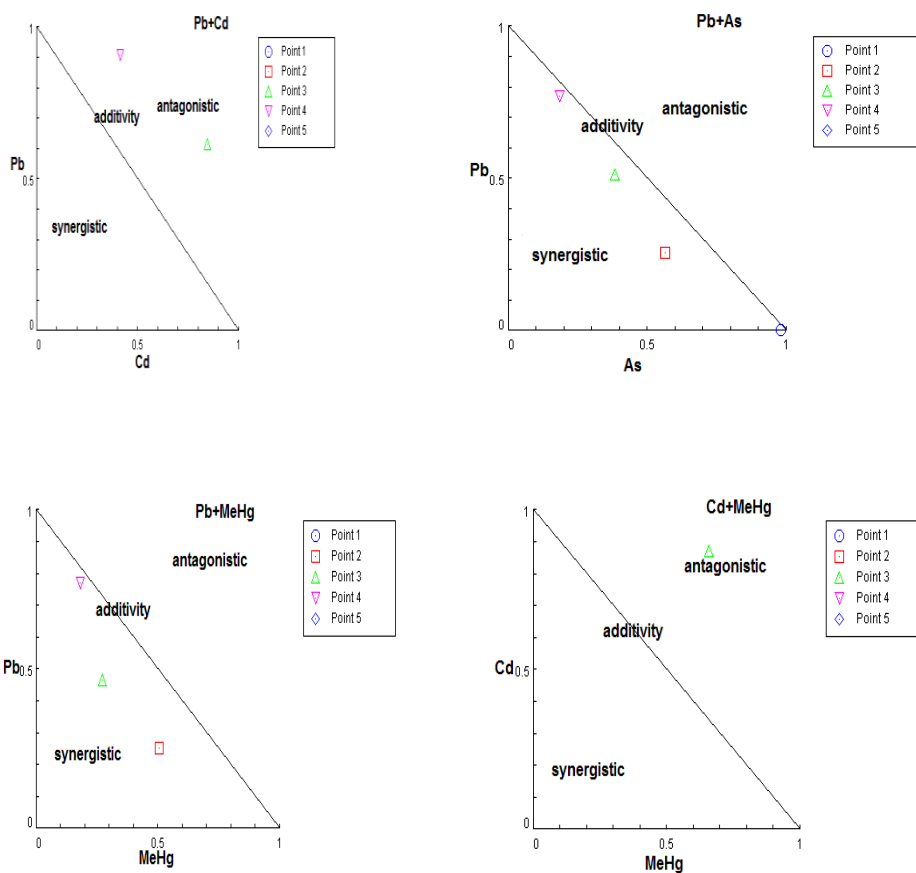 Pb+Cd
1
Point 1
Point 2
Point 3
Point 4
Point 5
antagonistic
additivity
Pb
0.5
synergistic
0
0 0.5 1
Cd
Pb+As
1
Point 1
Point 2
Point 3
Point 4
Point 5
antagonistic
additivity
Pb
0.5
synergistic
0
0 0.5 1
As
Pb+MeHg
1
Point 1
Point 2
Point 3
Point 4
Point 5
antagonistic
additivity
Pb
0.5
synergistic
0
0 0.5 1
MeHg
Cd+MeHg
1
Point 1
Point 2
Point 3
Point 4
Point 5
antagonistic
additivity
Cd
0.5
synergistic
0
0 0.5 1
MeHg